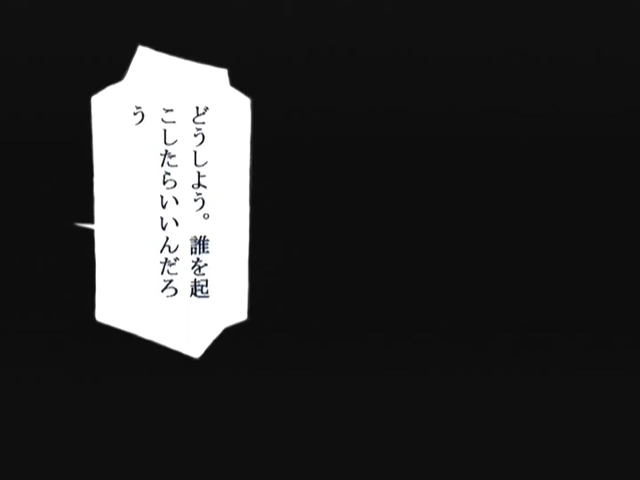 どうしよう。誰を起
こしたらいいんだろ
う